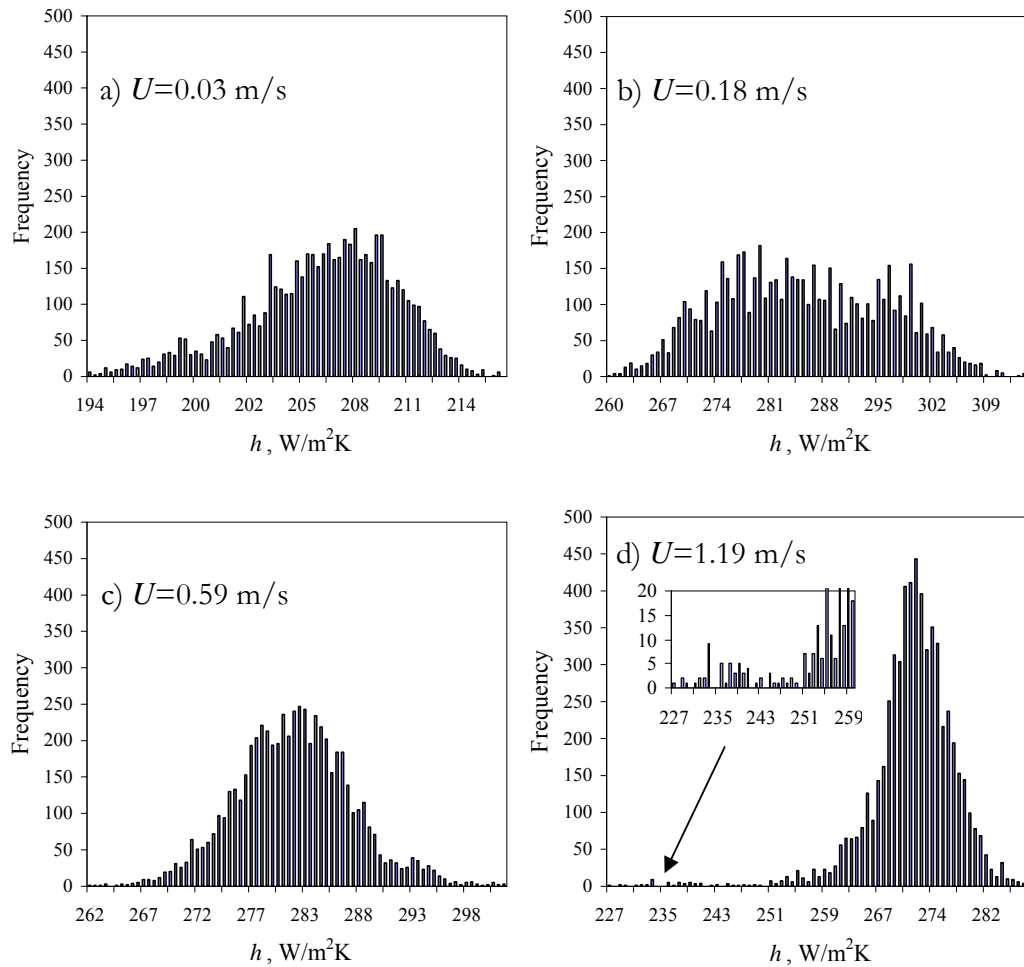 500
450
400
350
300
250
200
150
100
50
0
Frequency
a) U=0.03 m/s
194 197 200 202 205 208 211 214
h , W/m²K
500
450
400
350
300
250
200
150
100
50
0
Frequency
b) U=0.18 m/s
260 267 274 281 288 295 302 309
h , W/m²K
500
450
400
350
300
250
200
150
100
50
0
Frequency
c) U=0.59 m/s
262 267 272 277 283 288 293 298
h , W/m²K
500
450
400
350
300
250
200
150
100
50
0
Frequency
d) U=1.19 m/s
20
15
10
5
0
227 235 243 251 259
227 235 243 251 259 267 274 282
h , W/m²K